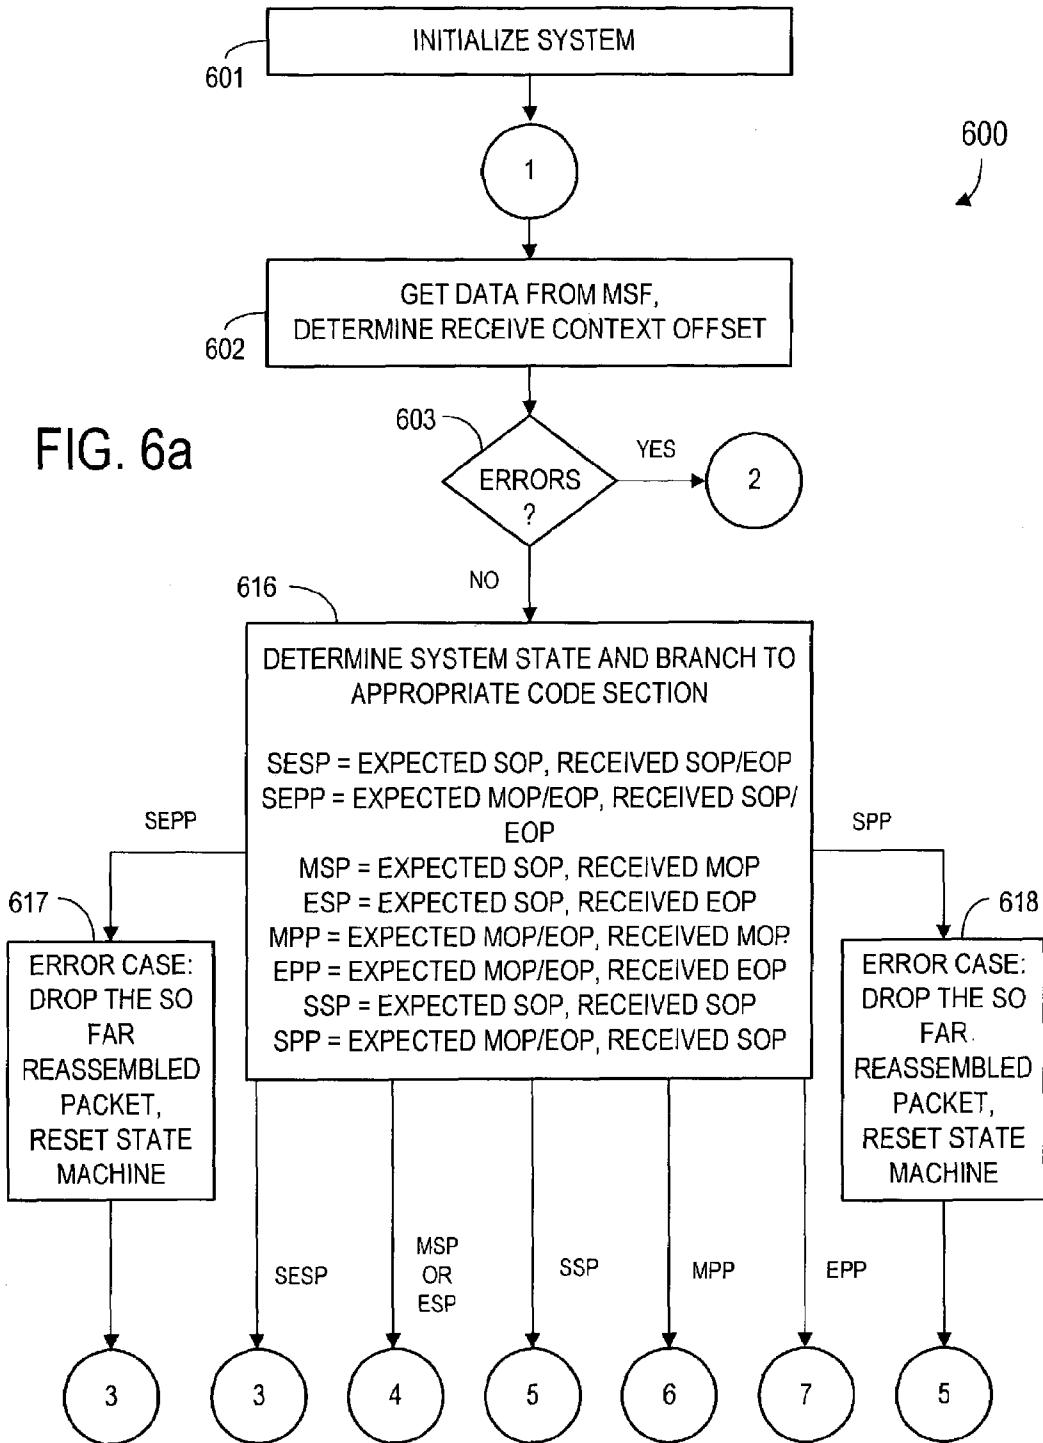 INITIALIZE SYSTEM
601
1
600
GET DATA FROM MSF,
DETERMINE RECEIVE CONTEXT OFFSET
602
FIG. 6a
603
ERRORS
?
YES
2
NO
616
DETERMINE SYSTEM STATE AND BRANCH TO
APPROPRIATE CODE SECTION
SESP = EXPECTED SOP, RECEIVED SOP/EOP
SEPP = EXPECTED MOP/EOP, RECEIVED SOP/
EOP
MSP = EXPECTED SOP, RECEIVED MOP
ESP = EXPECTED SOP, RECEIVED EOP
MPP = EXPECTED MOP/EOP, RECEIVED MOP
EPP = EXPECTED MOP/EOP, RECEIVED EOP
SSP = EXPECTED SOP, RECEIVED SOP
SPP = EXPECTED MOP/EOP, RECEIVED SOP
SEPP
SPP
617
ERROR CASE:
DROP THE SO
FAR
REASSEMBLED
PACKET,
RESET STATE
MACHINE
618
ERROR CASE:
DROP THE SO
FAR
REASSEMBLED
PACKET,
RESET STATE
MACHINE
SESP
MSP
OR
ESP
SSP
MPP
EPP
3
3
4
5
6
7
5